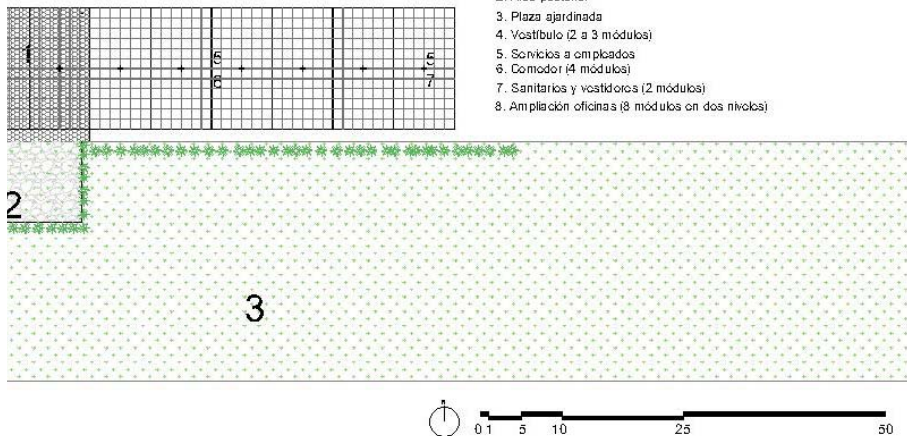 3. Plaza ajardinada
4. Vestíbulo (2 a 3 módulos)
5. Servicios a empleados
6. Comedor (4 módulos)
7. Sanitarios y vestidores (2 módulos)
8. Ampliación oficinas (8 módulos en dos niveles)
1
5
5
6
7
2
3
0 1 5 10 25 50